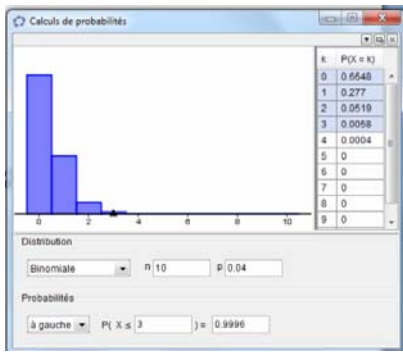 Calculs de probabilités
k P(X = k)
0 0.6648
1 0.277
2 0.0519
3 0.0058
4 0.0004
5 0
6 0
7 0
8 0
9 0
0 2 4 6 8 10
Distribution
Binomiale n 10 p 0.04
Probabilités
à gauche P( X ≤ 3 ) = 0.9996